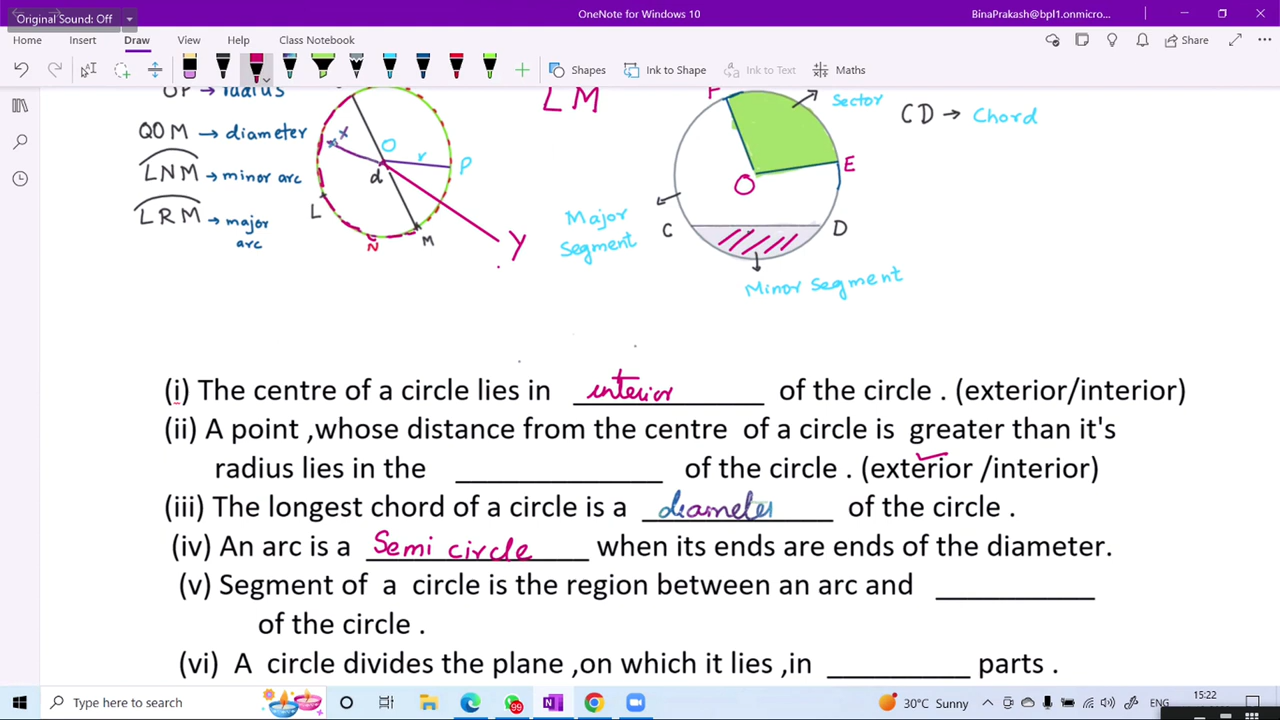 Original Sound: Off
OneNote for Windows 10
BinaPrakash@bpl1.onmicro...
Home Insert Draw View Help Class Notebook
Share
Shapes Ink to Shape Ink to Text Maths
OP → radius
QOM → diameter
LNM → minor arc
LRM → major
arc
X
O
r
P
d
L
N
M
Y
LM
F
Sector
E
O
Major
Segment
C
D
Minor segment
CD → Chord
(i) The centre of a circle lies in interior of the circle . (exterior/interior)
(ii) A point ,whose distance from the centre of a circle is greater than it's
radius lies in the ______________ of the circle . (exterior /interior)
(iii) The longest chord of a circle is a diameter of the circle .
(iv) An arc is a Semi circle when its ends are ends of the diameter.
(v) Segment of a circle is the region between an arc and ___________
of the circle .
(vi) A circle divides the plane ,on which it lies ,in __________ parts .
Type here to search
99
30°C Sunny
ENG
15:22